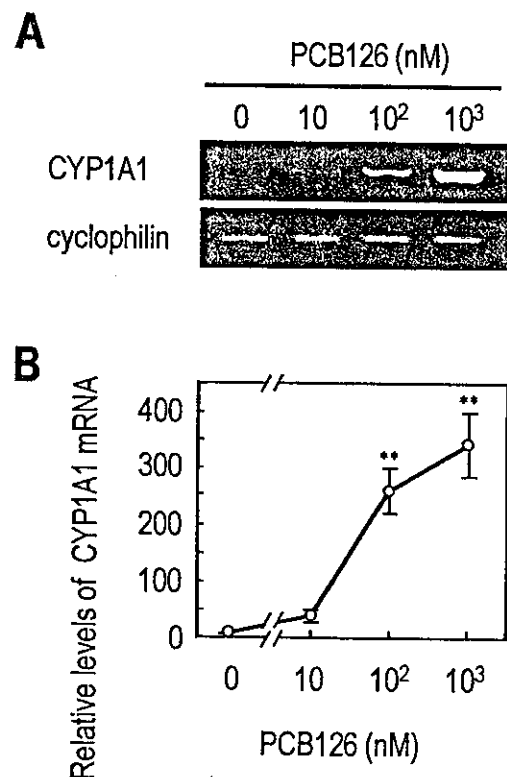 A
PCB126 (nM)
0 10 10² 10³
CYP1A1
cyclophilin
B
Relative levels of CYP1A1 mRNA
400
300
200
100
0
**
**
0 10 10² 10³
PCB126 (nM)